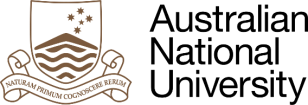 Australian
National
University
NATURAM PRIMUM COGNOSCERE RERUM